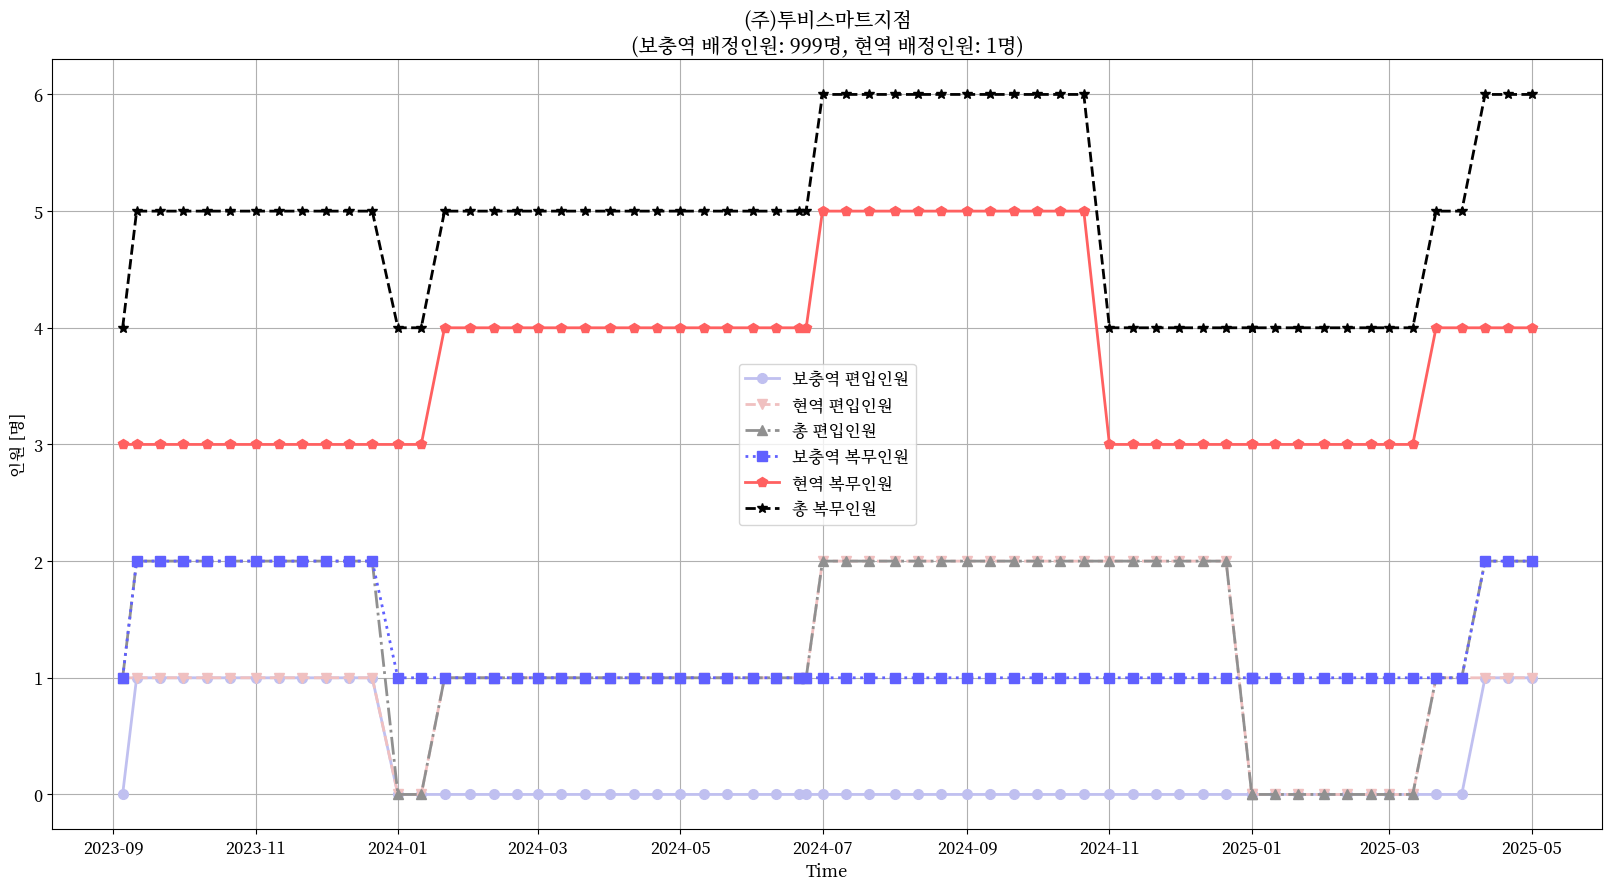 (주)투비스마트지점
(보충역 배정인원: 999명, 현역 배정인원: 1명)
인원 [명]
6
5
4
3
2
1
0
보충역 편입인원
현역 편입인원
총 편입인원
보충역 복무인원
현역 복무인원
총 복무인원
2023-09 2023-11 2024-01 2024-03 2024-05 2024-07 2024-09 2024-11 2025-01 2025-03 2025-05
Time